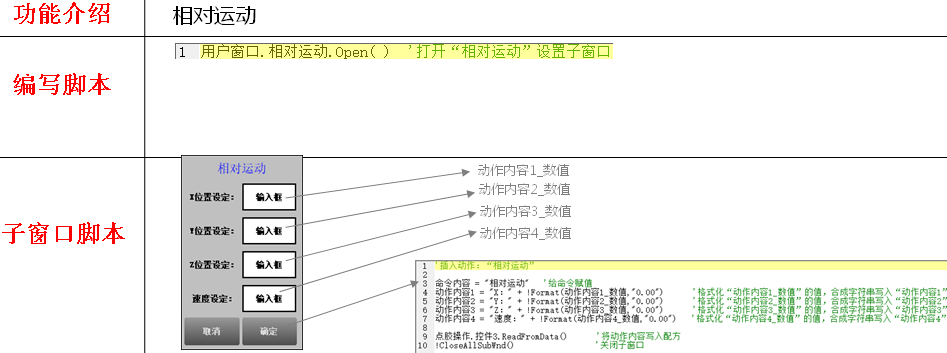 功能介绍
相对运动
编写脚本
1 用户窗口.相对运动.Open( ) '打开“相对运动”设置子窗口
子窗口脚本
相对运动
X位置设定: 输入框
Y位置设定: 输入框
Z位置设定: 输入框
速度设定: 输入框
取消 确定
动作内容1_数值
动作内容2_数值
动作内容3_数值
动作内容4_数值
1 '插入动作:“相对运动”
2
3 命令内容 = "相对运动" '给命令赋值
4 动作内容1 = "X: " + !Format(动作内容1_数值,"0.00") '格式化“动作内容1_数值”的值，合成字符串写入“动作内容1”
5 动作内容2 = "Y: " + !Format(动作内容2_数值,"0.00") '格式化“动作内容2_数值”的值，合成字符串写入“动作内容2”
6 动作内容3 = "Z: " + !Format(动作内容3_数值,"0.00") '格式化“动作内容3_数值”的值，合成字符串写入“动作内容3”
7 动作内容4 = "速度: " + !Format(动作内容4_数值,"0.00") '格式化“动作内容4_数值”的值，合成字符串写入“动作内容4”
8
9 点胶操作.控件3.ReadFromData() '将动作内容写入配方
10 !CloseAllSubWnd() '关闭子窗口